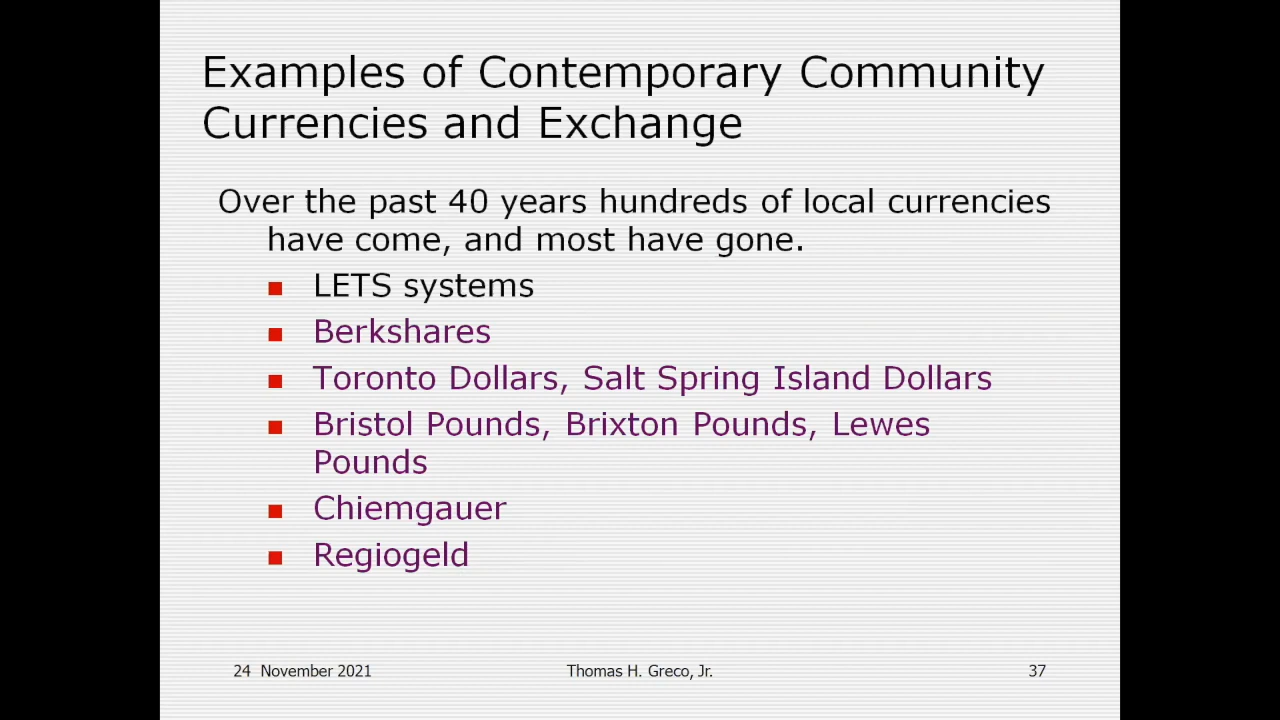 Examples of Contemporary Community
Currencies and Exchange
Over the past 40 years hundreds of local currencies
have come, and most have gone.
LETS systems
Berkshares
Toronto Dollars, Salt Spring Island Dollars
Bristol Pounds, Brixton Pounds, Lewes
Pounds
Chiemgauer
Regiogeld
24 November 2021 Thomas H. Greco, Jr. 37